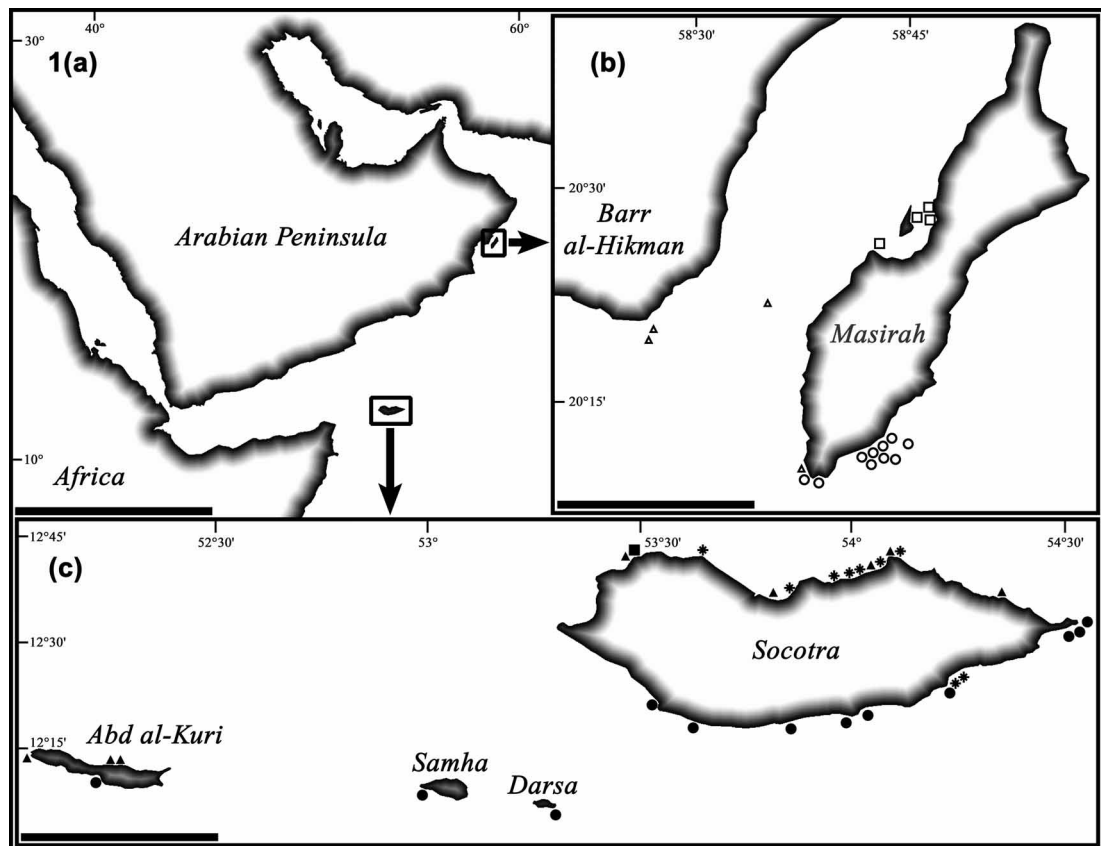 40°
60°
30°
1(a)
Arabian Peninsula
10°
Africa
58°30'
58°45'
(b)
20°30'
Barr
al-Hikman
Masirah
20°15'
12°45'
52°30'
53°
53°30'
54°
54°30'
(c)
12°30'
Socotra
12°15'
Abd al-Kuri
Samha
Darsa